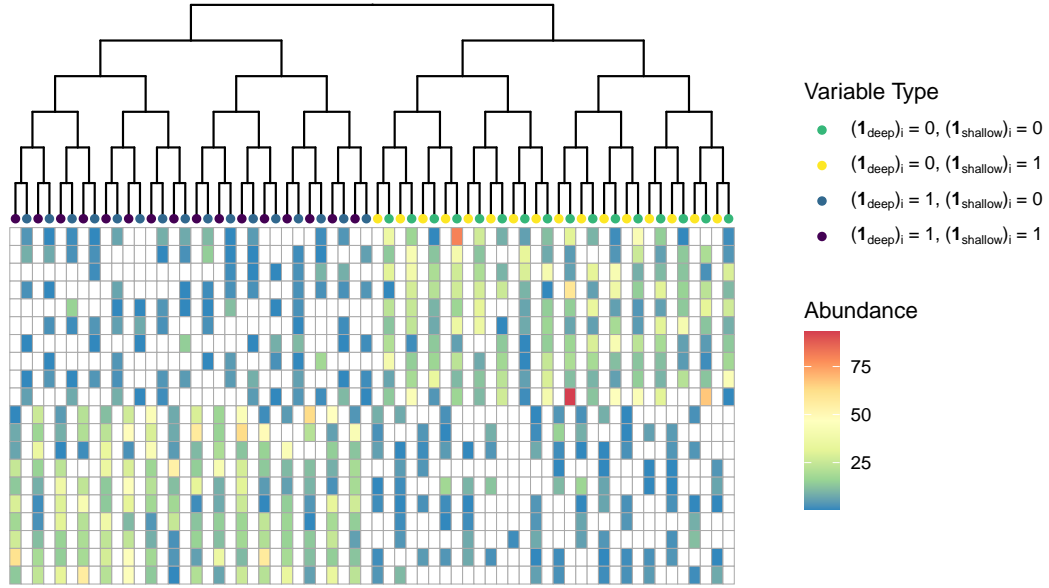 Variable Type
(𝟏deep)i = 0, (𝟏shallow)i = 0
(𝟏deep)i = 0, (𝟏shallow)i = 1
(𝟏deep)i = 1, (𝟏shallow)i = 0
(𝟏deep)i = 1, (𝟏shallow)i = 1
Abundance
75
50
25